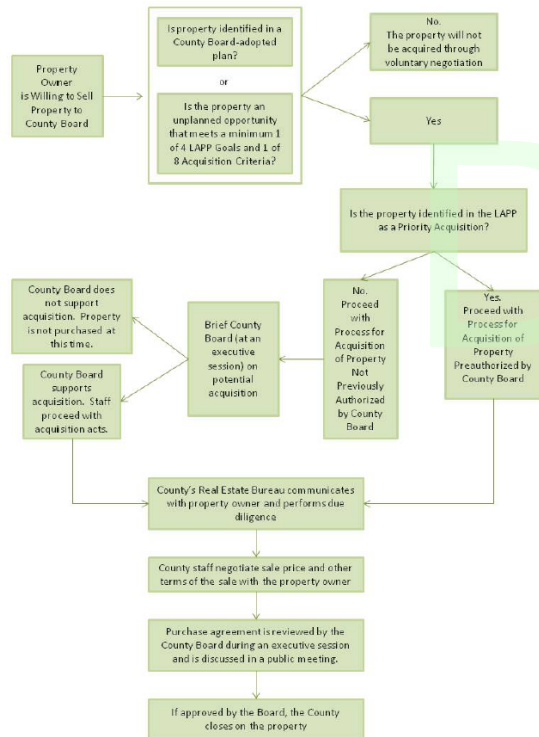 Property
Owner
is Willing to Sell
Property to
County Board
Is property identified in a
County Board-adopted
plan?
or
Is the property an
unplanned opportunity
that meets a minimum 1
of 4 LAPP Goals and 1 of
8 Acquisition Criteria?
No.
The property will not
be acquired through
voluntary negotiation
Yes
Is the property identified in the LAPP
as a Priority Acquisition?
County Board does
not support
acquisition. Property
is not purchased at
this time.
County Board
supports
acquisition. Staff
proceed with
acquisition acts.
Brief County
Board (at an
executive
session) on
potential
acquisition
No.
Proceed
with
Process for
Acquisition
of Property
Not
Previously
Authorized
by County
Board
Yes.
Proceed with
Process for
Acquisition of
Property
Preauthorized by
County Board
County's Real Estate Bureau communicates
with property owner and performs due
diligence
County staff negotiate sale price and other
terms of the sale with the property owner
Purchase agreement is reviewed by the
County Board during an executive session
and is discussed in a public meeting.
If approved by the Board, the County
closes on the property